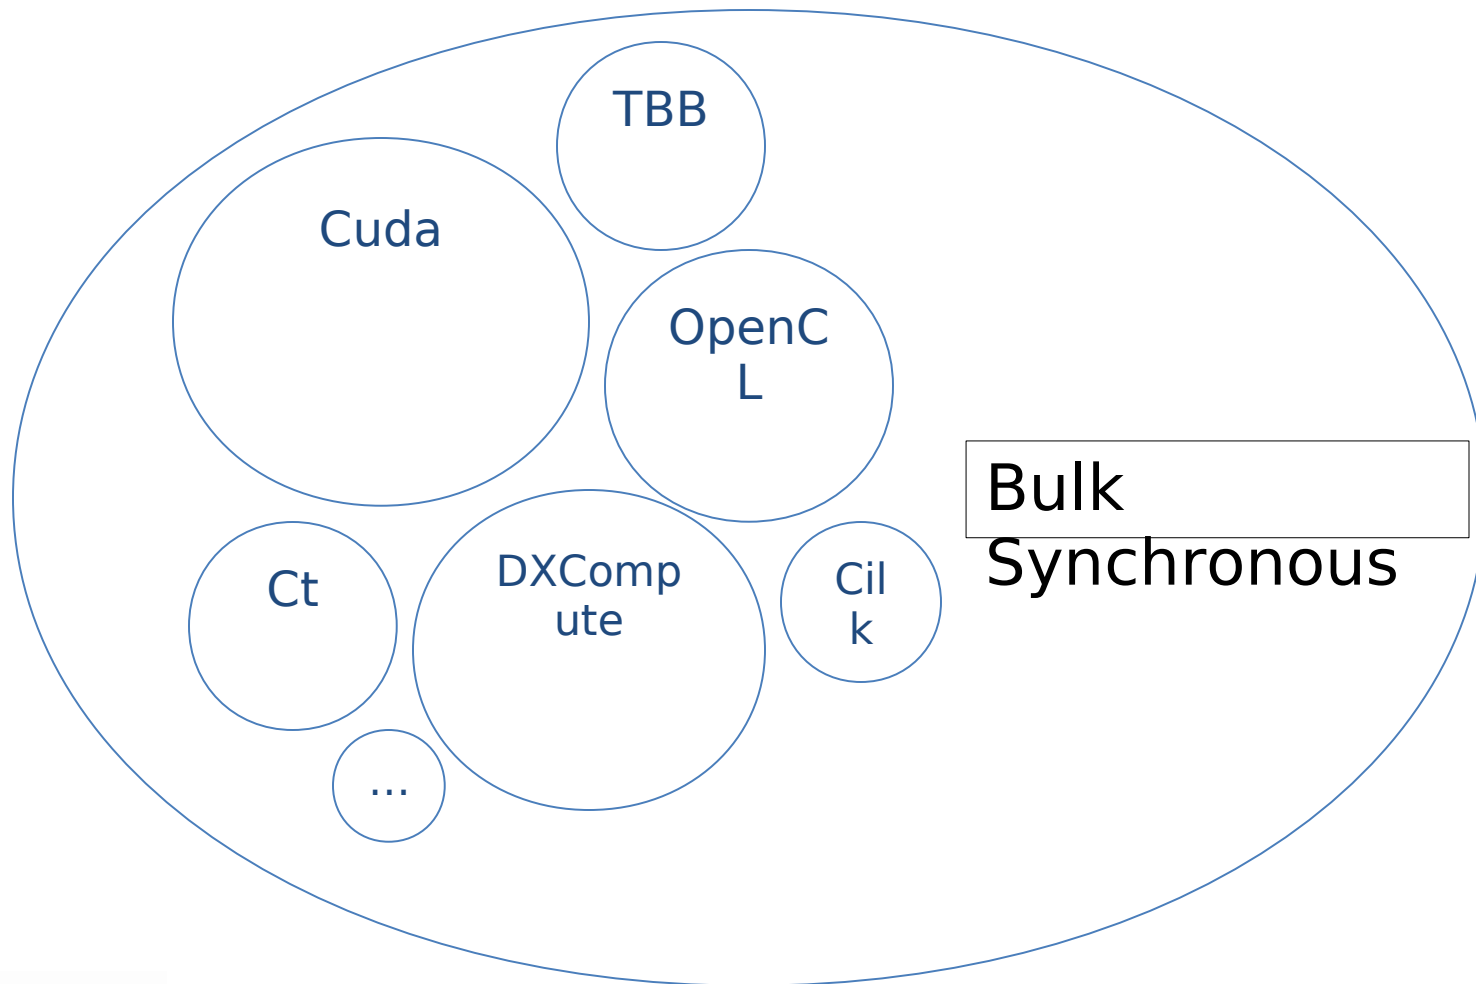 TBB
Cuda
OpenC
L
Bulk
Synchronous
Ct
DXComp
ute
Cil
k
...